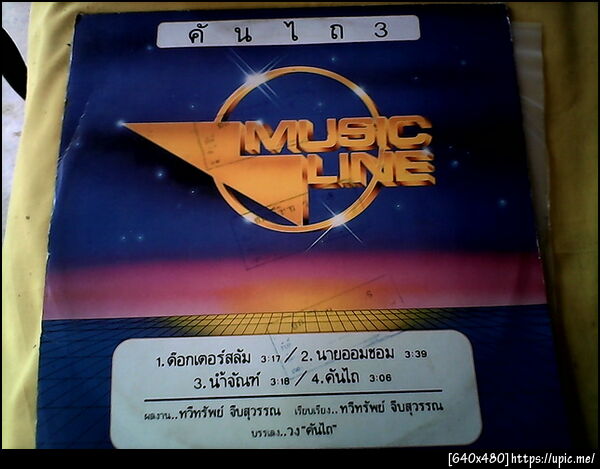 คันไถ 3
MUSIC
LINE
1. ด๊อกเตอร์สลัม 3:17 / 2. นายออมชอม 3:39
3. น้ำจัณฑ์ 3:18 / 4. คันไถ 3:06
ผลงาน.. ทวีทรัพย์ จีบสุวรรณ เรียบเรียง.. ทวีทรัพย์ จีบสุวรรณ
บรรเลง.. วง "คันไถ"
[640x480]https://upic.me/